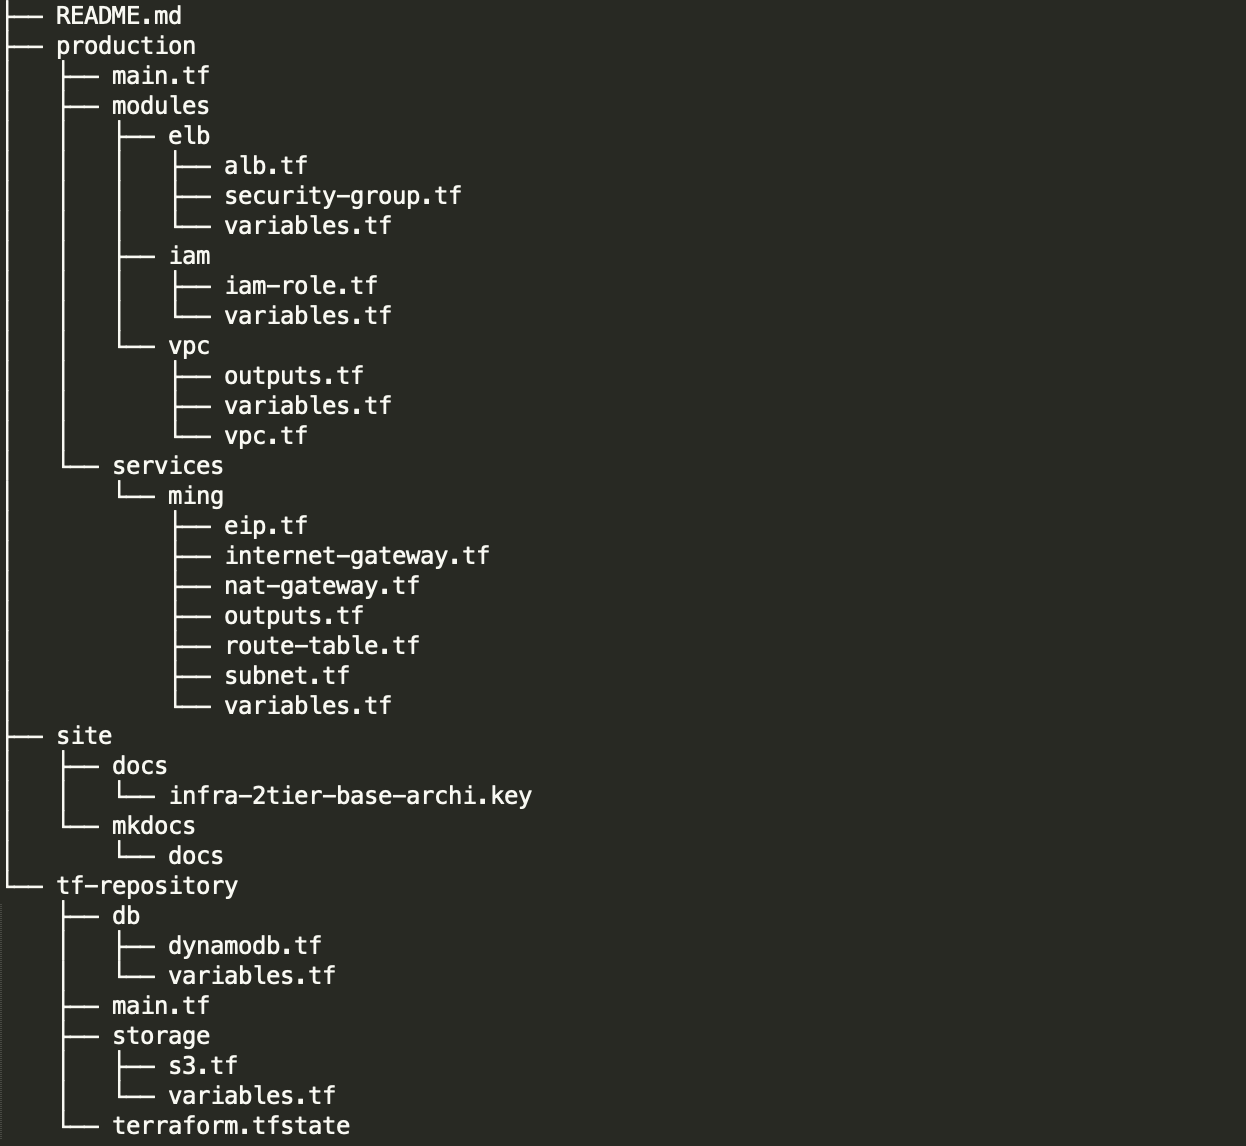 ├── README.md
├── production
│   ├── main.tf
│   ├── modules
│   │   ├── elb
│   │   │   ├── alb.tf
│   │   │   ├── security-group.tf
│   │   │   └── variables.tf
│   │   ├── iam
│   │   │   ├── iam-role.tf
│   │   │   └── variables.tf
│   │   └── vpc
│   │       ├── outputs.tf
│   │       ├── variables.tf
│   │       └── vpc.tf
│   └── services
│       └── ming
│           ├── eip.tf
│           ├── internet-gateway.tf
│           ├── nat-gateway.tf
│           ├── outputs.tf
│           ├── route-table.tf
│           ├── subnet.tf
│           └── variables.tf
├── site
│   ├── docs
│   │   └── infra-2tier-base-archi.key
│   └── mkdocs
│       └── docs
└── tf-repository
    ├── db
    │   ├── dynamodb.tf
    │   └── variables.tf
    ├── main.tf
    ├── storage
    │   ├── s3.tf
    │   └── variables.tf
    └── terraform.tfstate